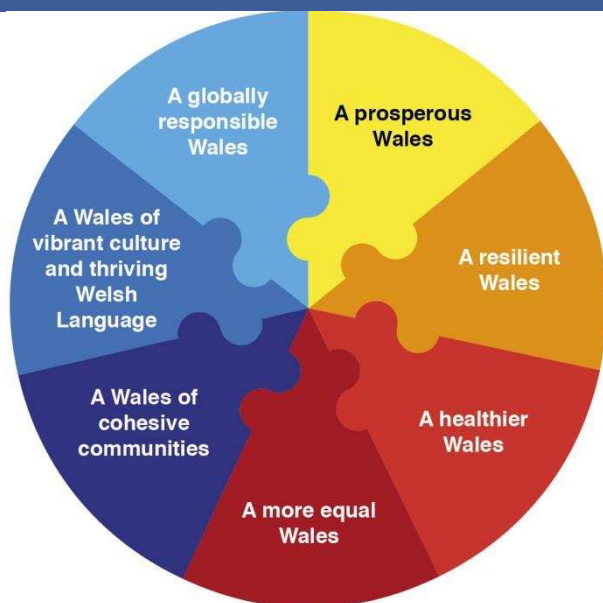 A prosperous
Wales
A resilient
Wales
A healthier
Wales
A more equal
Wales
A Wales of
cohesive
communities
A Wales of
vibrant culture
and thriving
Welsh
Language
A globally
responsible
Wales